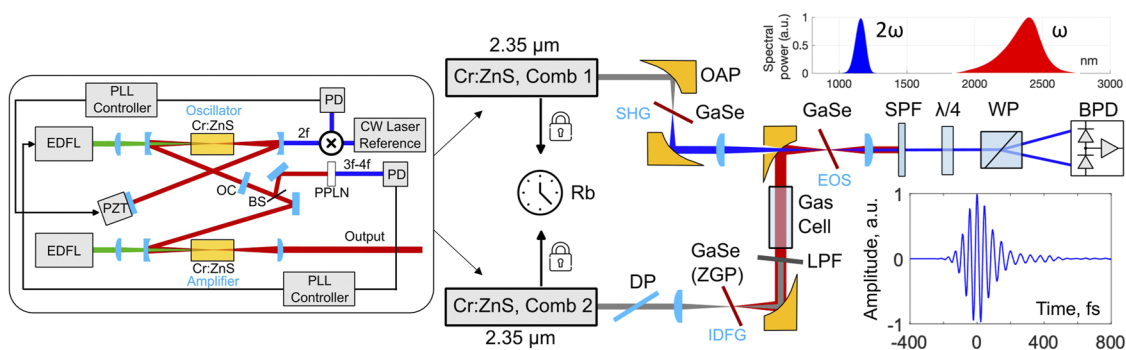 PLL
Controller
Oscillator
Cr:ZnS
PD
2f
CW Laser
Reference
EDFL
3f-4f
PD
OC
BS
PPLN
PZT
EDFL
Output
Cr:ZnS
Amplifier
PLL
Controller
2.35 µm
Cr:ZnS, Comb 1
Rb
Cr:ZnS, Comb 2
2.35 µm
OAP
SHG
GaSe
GaSe
EOS
SPF
λ/4
WP
BPD
Gas
Cell
LPF
GaSe
(ZGP)
DP
IDFG
Spectral
power (a.u.)
1
0.5
0
2ω
ω
nm
1000
1500
2000
2500
3000
Amplitude, a.u.
1
0
-1
Time, fs
-400
0
400
800